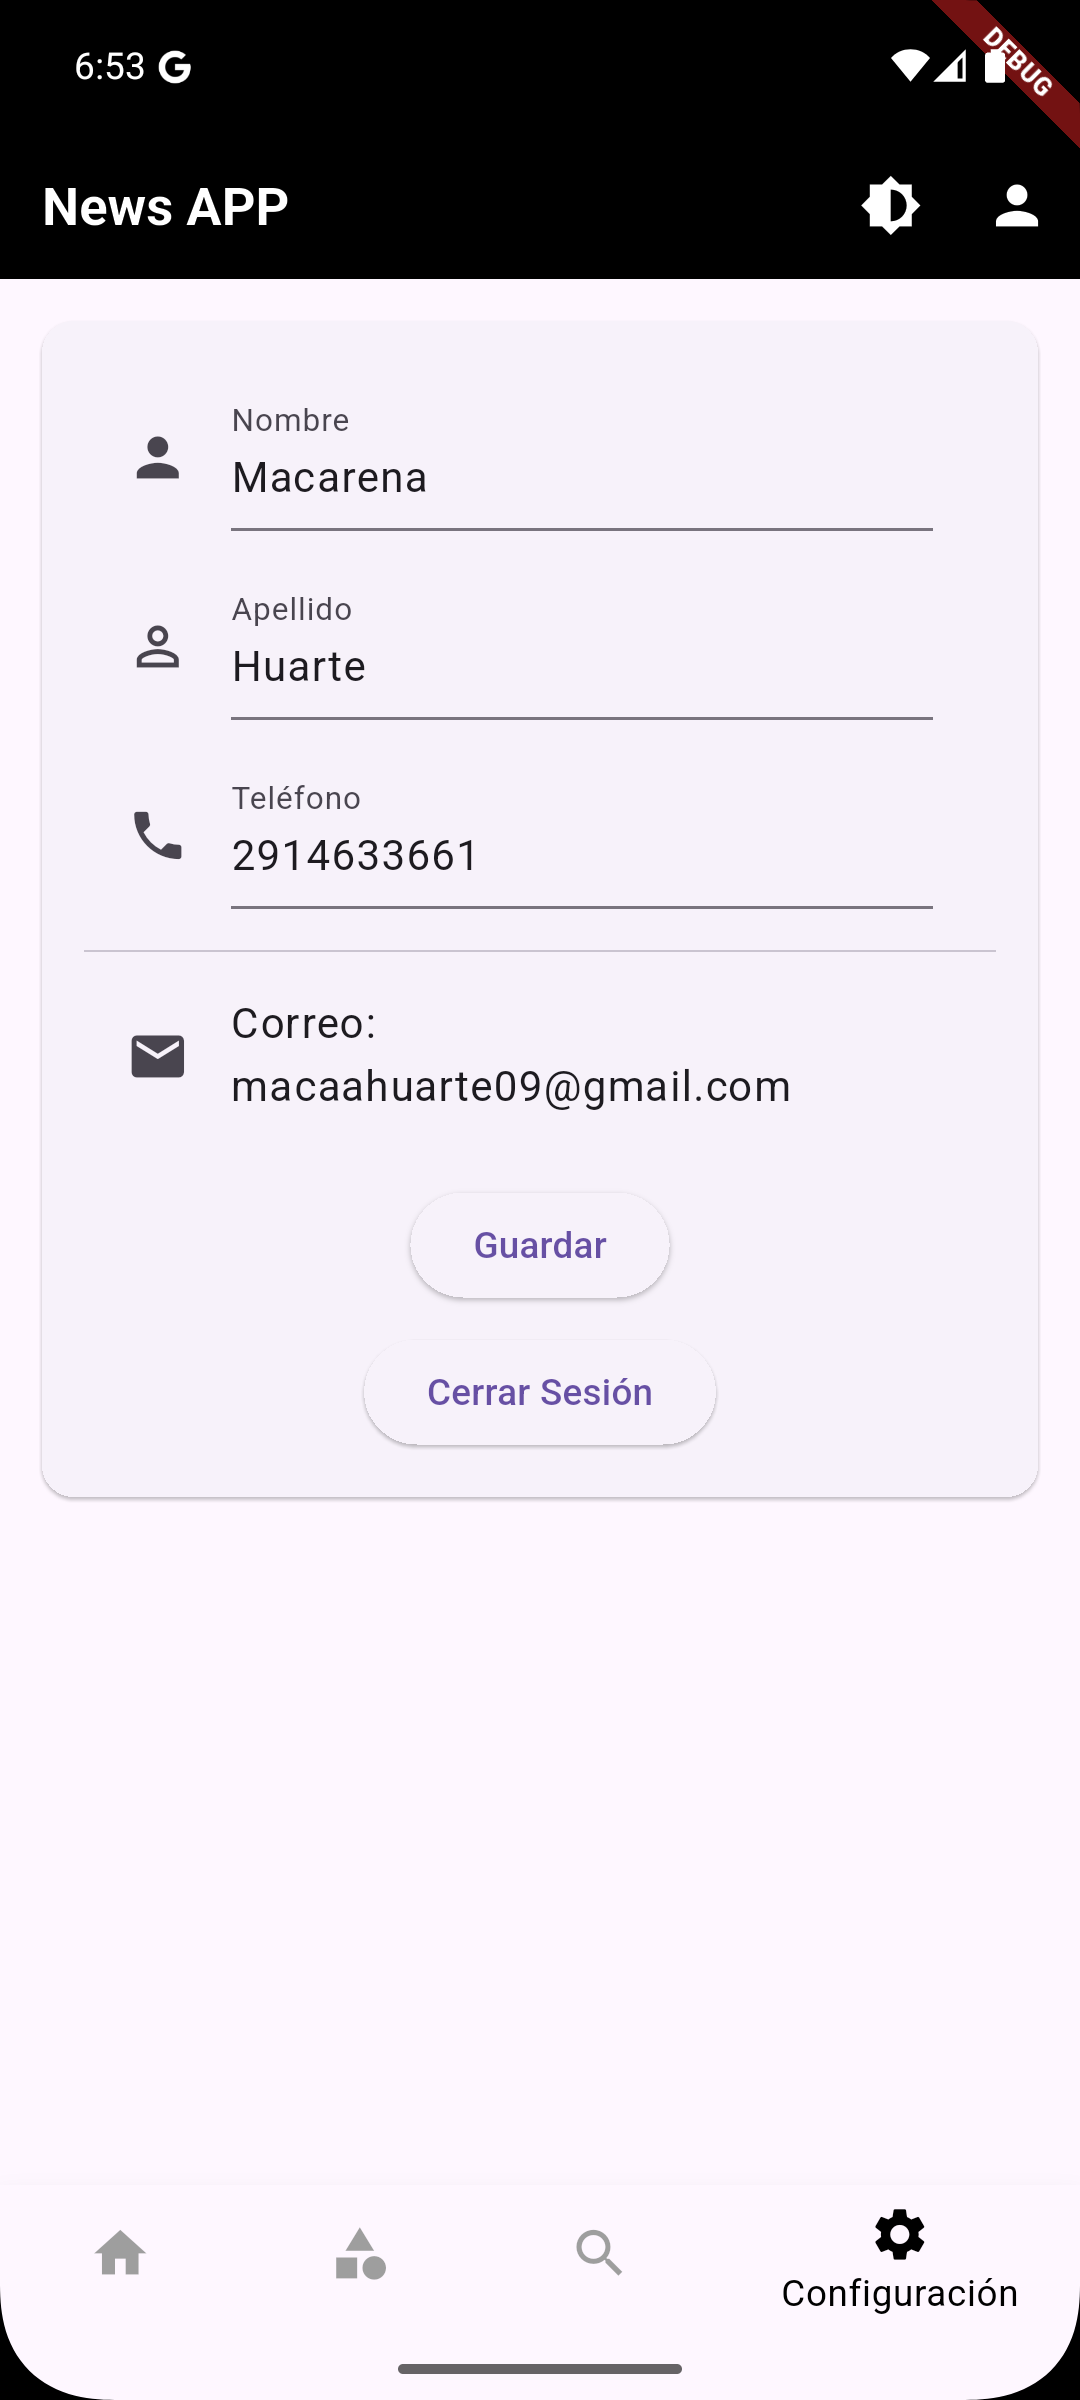 6:53
DEBUG
News APP
Nombre
Macarena
Apellido
Huarte
Teléfono
2914633661
Correo:
macaahuarte09@gmail.com
Guardar
Cerrar Sesión
Configuración